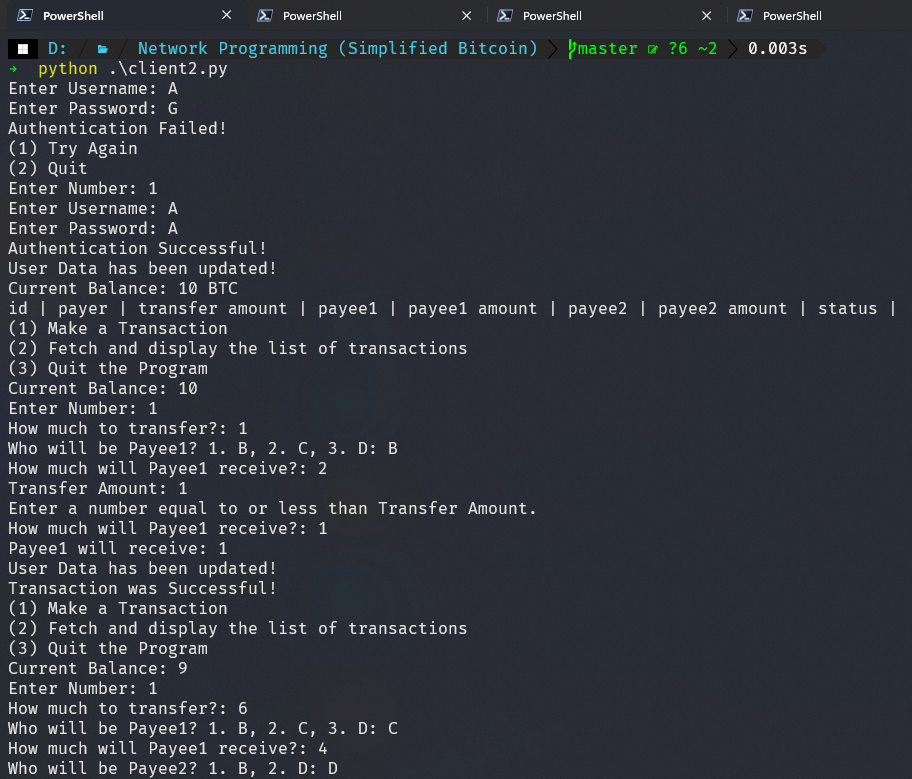 PowerShell PowerShell PowerShell PowerShell
D: / / Network Programming (Simplified Bitcoin) master ?6 ~2 0.003s
python .\client2.py
Enter Username: A
Enter Password: G
Authentication Failed!
(1) Try Again
(2) Quit
Enter Number: 1
Enter Username: A
Enter Password: A
Authentication Successful!
User Data has been updated!
Current Balance: 10 BTC
id | payer | transfer amount | payee1 | payee1 amount | payee2 | payee2 amount | status |
(1) Make a Transaction
(2) Fetch and display the list of transactions
(3) Quit the Program
Current Balance: 10
Enter Number: 1
How much to transfer?: 1
Who will be Payee1? 1. B, 2. C, 3. D: B
How much will Payee1 receive?: 2
Transfer Amount: 1
Enter a number equal to or less than Transfer Amount.
How much will Payee1 receive?: 1
Payee1 will receive: 1
User Data has been updated!
Transaction was Successful!
(1) Make a Transaction
(2) Fetch and display the list of transactions
(3) Quit the Program
Current Balance: 9
Enter Number: 1
How much to transfer?: 6
Who will be Payee1? 1. B, 2. C, 3. D: C
How much will Payee1 receive?: 4
Who will be Payee2? 1. B, 2. D: D